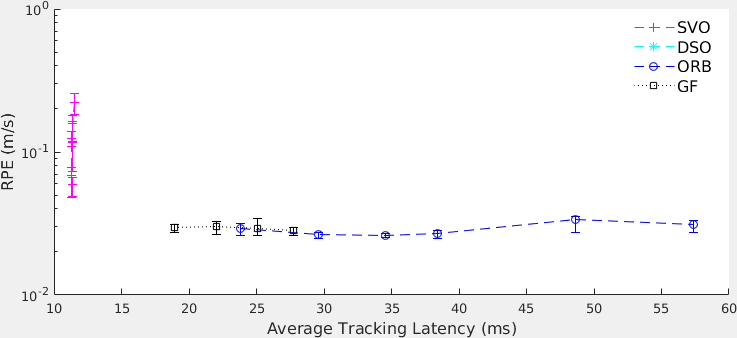 10^0
10^-1
10^-2
RPE (m/s)
SVO
DSO
ORB
GF
10 15 20 25 30 35 40 45 50 55 60
Average Tracking Latency (ms)